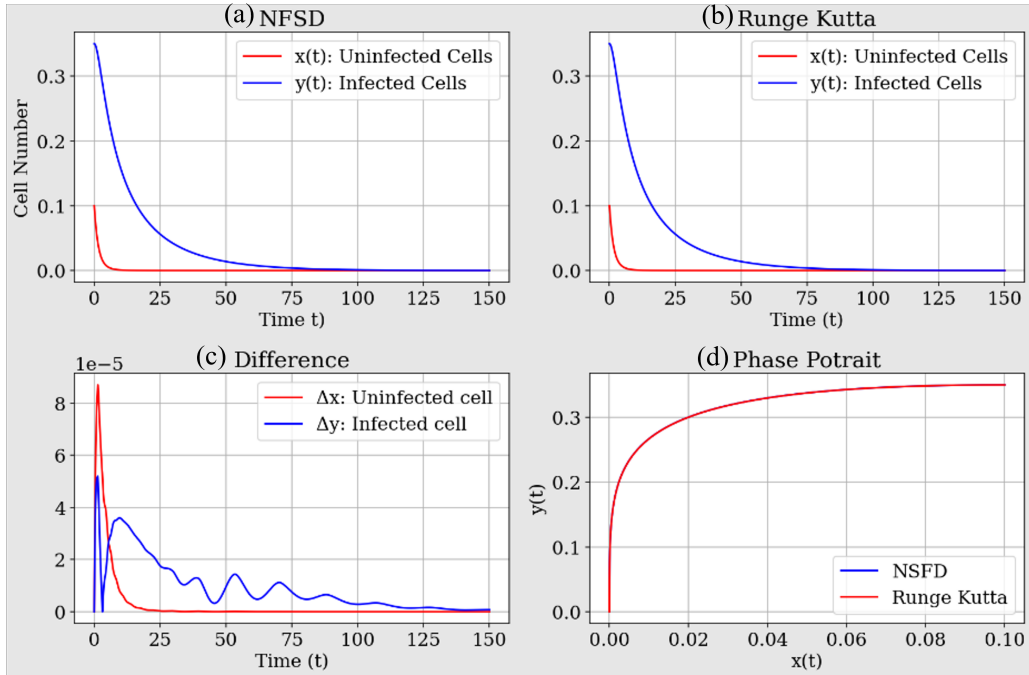 (a) NFSD
x(t): Uninfected Cells
y(t): Infected Cells
Cell Number
0.3
0.2
0.1
0.0
0 25 50 75 100 125 150
Time t)
(b) Runge Kutta
x(t): Uninfected Cells
y(t): Infected Cells
0.3
0.2
0.1
0.0
0 25 50 75 100 125 150
Time (t)
(c) Difference
1e−5
Δx: Uninfected cell
Δy: Infected cell
8
6
4
2
0
0 25 50 75 100 125 150
Time (t)
(d) Phase Potrait
y(t)
0.3
0.2
0.1
0.0
NSFD
Runge Kutta
0.00 0.02 0.04 0.06 0.08 0.10
x(t)